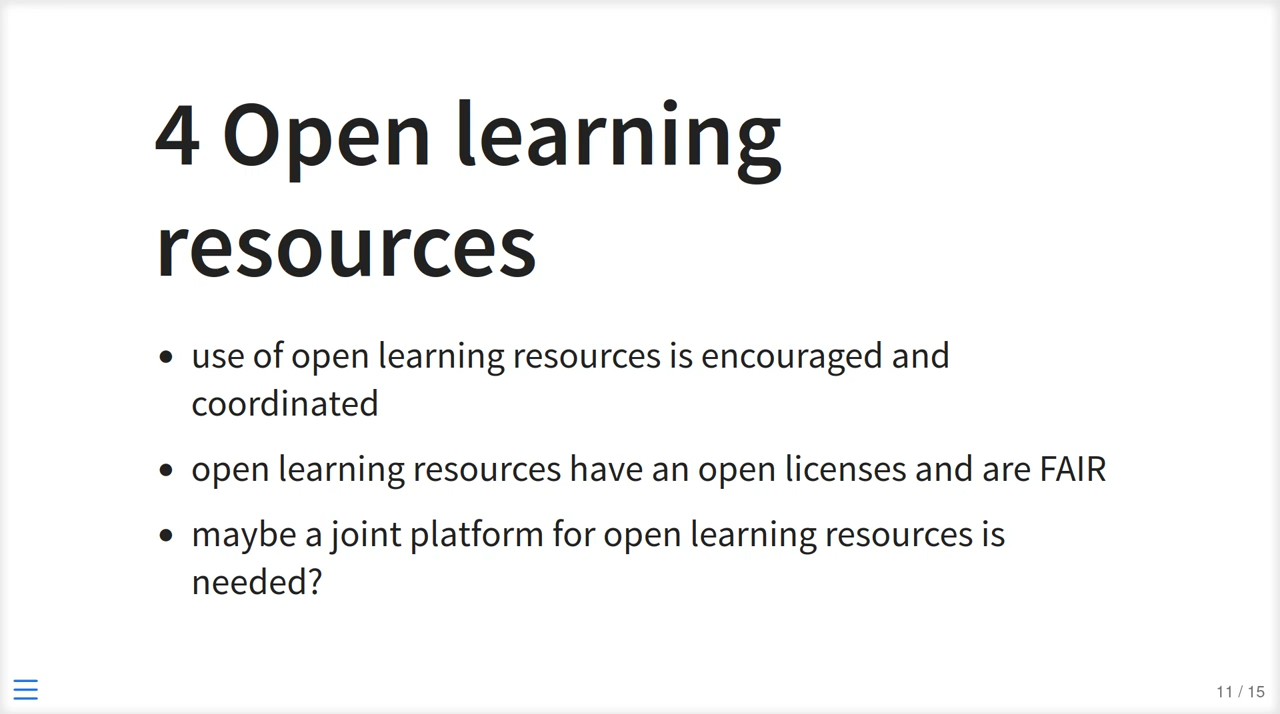 4 Open learning
resources
• use of open learning resources is encouraged and
coordinated
• open learning resources have an open licenses and are FAIR
• maybe a joint platform for open learning resources is
needed?
11 / 15